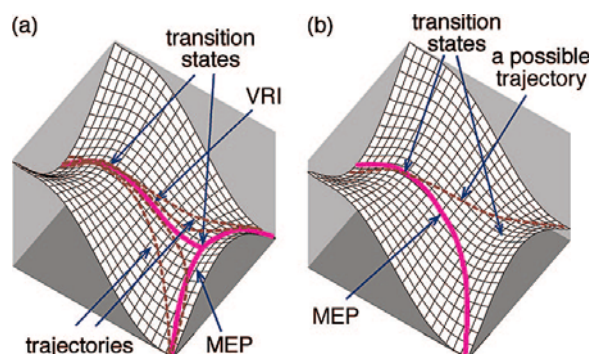 (a)
transition
states
VRI
trajectories
MEP
(b)
transition
states
a possible
trajectory
MEP